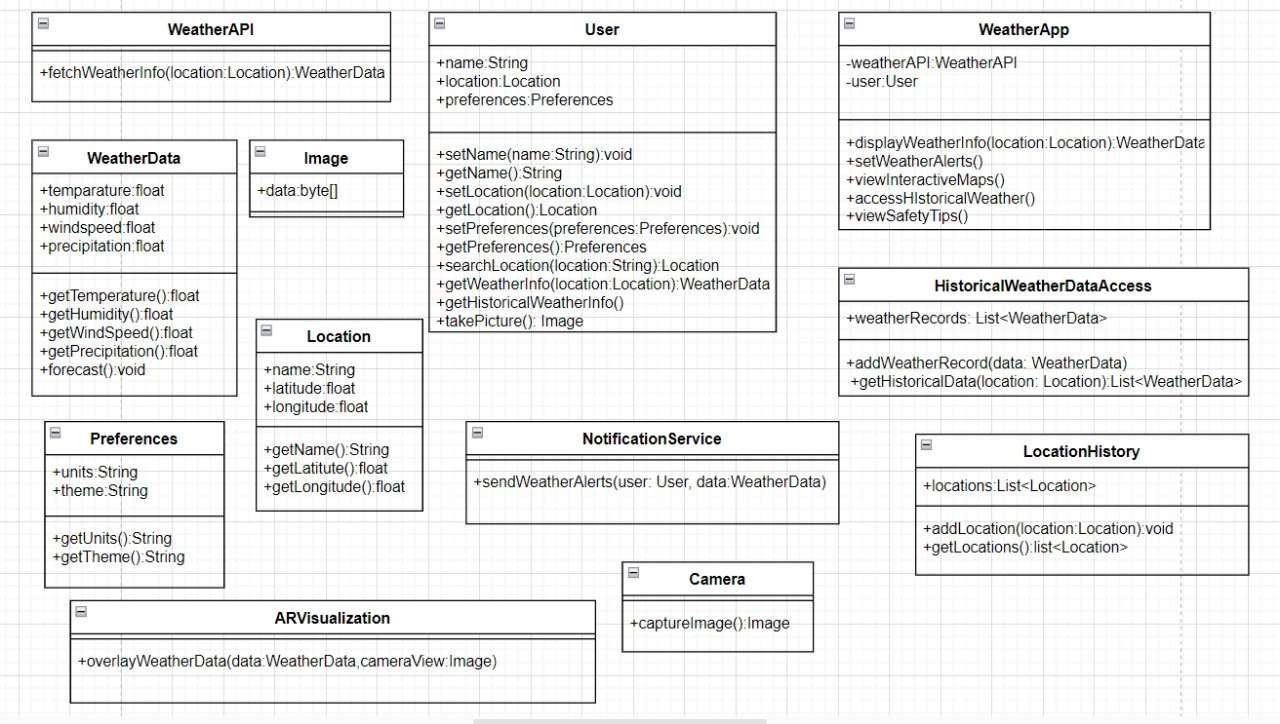 WeatherAPI
+fetchWeatherInfo(location:Location):WeatherData
User
+name:String
+location:Location
+preferences:Preferences
+setName(name:String):void
+getName():String
+setLocation(location:Location):void
+getLocation():Location
+setPreferences(preferences:Preferences):void
+getPreferences():Preferences
+searchLocation(location:String):Location
+getWeatherInfo(location:Location):WeatherData
+getHistoricalWeatherInfo()
+takePicture(): Image
WeatherApp
-weatherAPI:WeatherAPI
-user:User
+displayWeatherInfo(location:Location):WeatherData
+setWeatherAlerts()
+viewInteractiveMaps()
+accessHIstoricalWeather()
+viewSafetyTips()
WeatherData
+temparature:float
+humidity:float
+windspeed:float
+precipitation:float
+getTemperature():float
+getHumidity():float
+getWindSpeed():float
+getPrecipitation():float
+forecast():void
Image
+data:byte[]
HistoricalWeatherDataAccess
+weatherRecords: List<WeatherData>
+addWeatherRecord(data: WeatherData)
+getHistoricalData(location: Location):List<WeatherData>
Location
+name:String
+latitude:float
+longitude:float
+getName():String
+getLatitute():float
+getLongitude():float
Preferences
+units:String
+theme:String
+getUnits():String
+getTheme():String
NotificationService
+sendWeatherAlerts(user: User, data:WeatherData)
LocationHistory
+locations:List<Location>
+addLocation(location:Location):void
+getLocations():list<Location>
Camera
+captureImage():Image
ARVisualization
+overlayWeatherData(data:WeatherData,cameraView:Image)